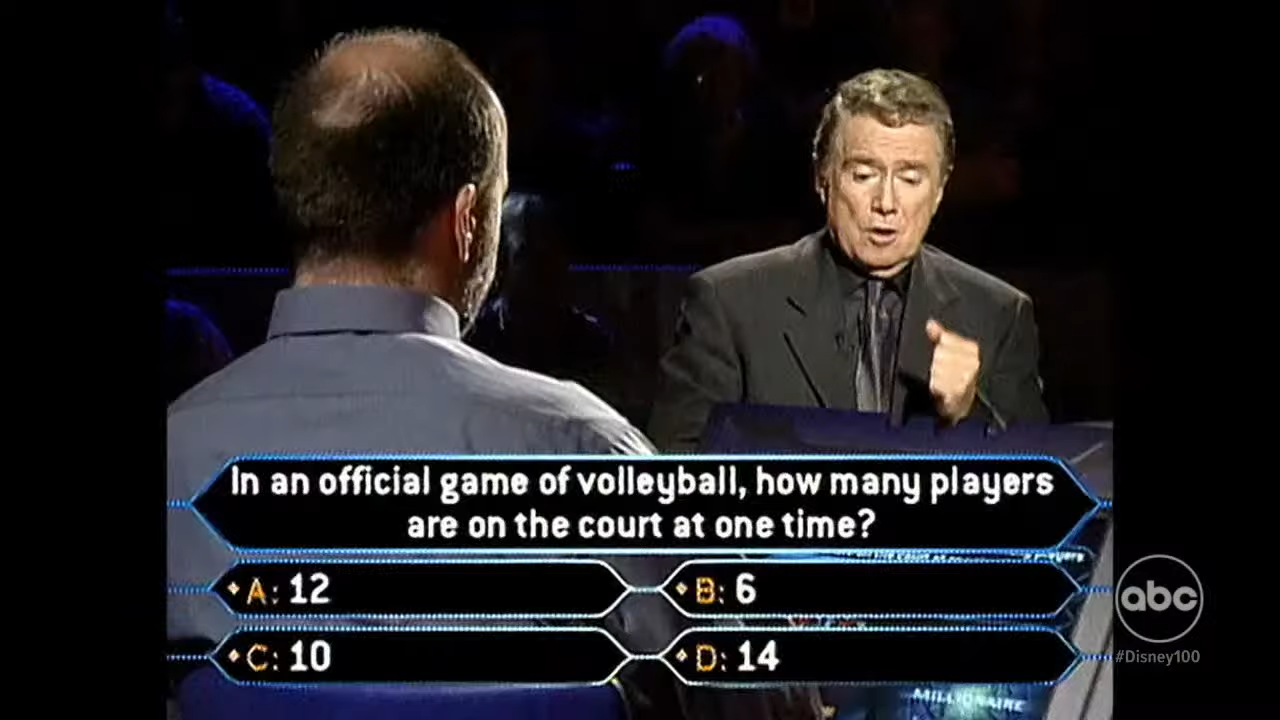 In an official game of volleyball, how many players
are on the court at one time?
A: 12
B: 6
C: 10
D: 14
abc
#Disney100
MILLIONAIRE